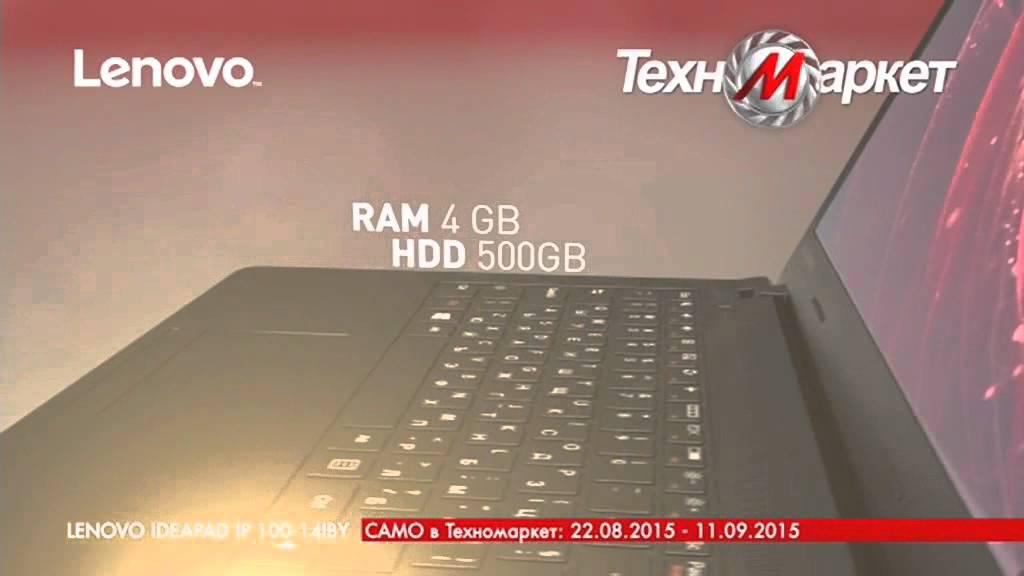 Lenovo
ТехноМаркет
RAM 4 GB
HDD 500GB
LENOVO IDEAPAD IP 100-14IBY
САМО в Техномаркет: 22.08.2015 - 11.09.2015